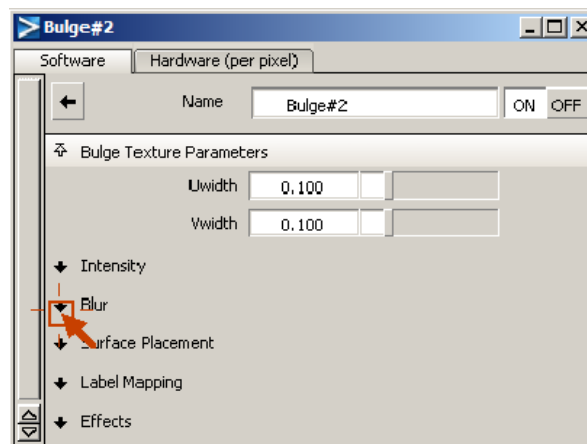 Bulge#2
Software Hardware (per pixel)
Name Bulge#2 ON OFF
Bulge Texture Parameters
Uwidth 0.100
Vwidth 0.100
Intensity
Blur
Surface Placement
Label Mapping
Effects